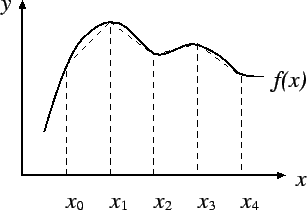 y
f(x)
x
x₀ x₁ x₂ x₃ x₄